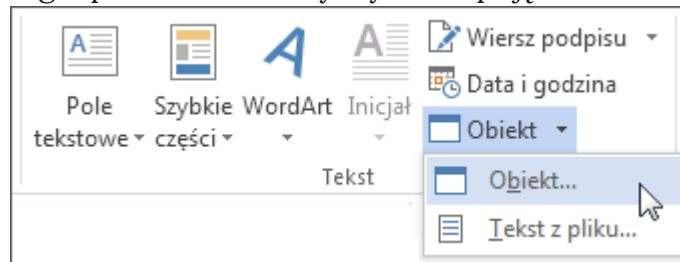 Wiersz podpisu
Data i godzina
Pole tekstowe
Szybkie części
WordArt
Inicjał
Obiekt
Tekst
Obiekt...
Tekst z pliku...